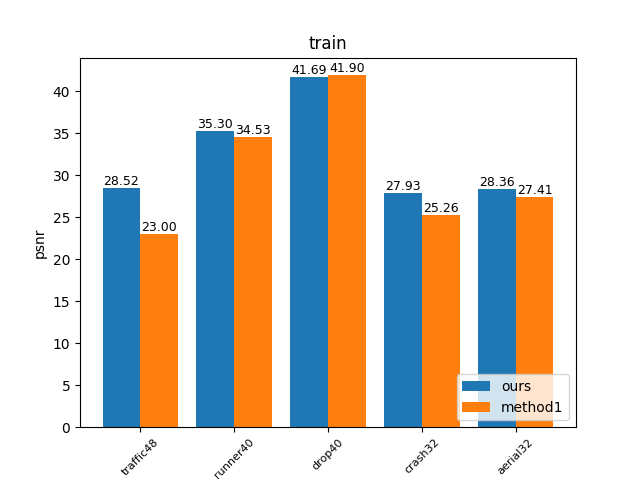 train
41.69 41.90
35.30 34.53
28.52
23.00
27.93
25.26
28.36
27.41
psnr
40
35
30
25
20
15
10
5
0
ours
method1
traffic48
runner40
drop40
crash32
aerial32